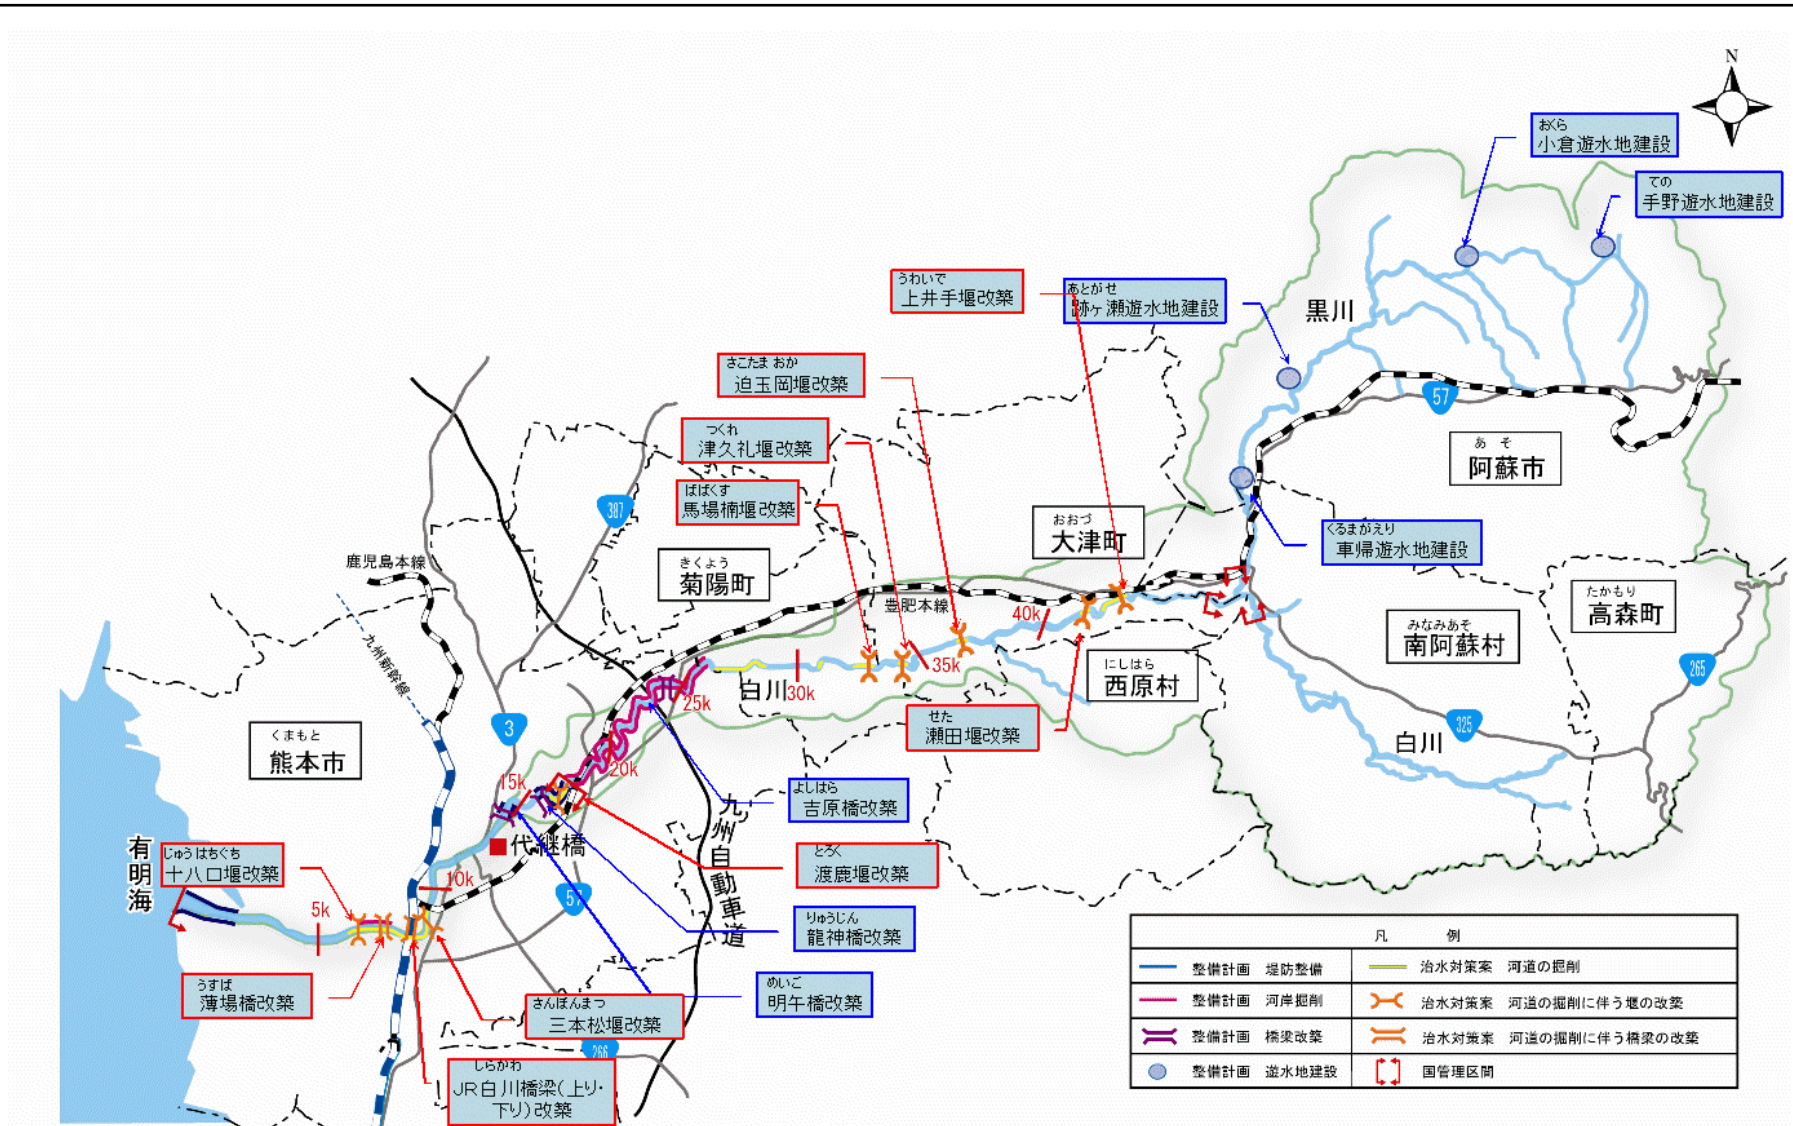 N
おくら
小倉遊水地建設
ての
手野遊水地建設
うわいで
上井手堰改築
あとがせ
跡ヶ瀬遊水地建設
黒川
さこたまおか
迫玉岡堰改築
57
つくれ
津久礼堰改築
あそ
阿蘇市
ばばくす
馬場楠堰改築
387
おおづ
大津町
くるまがえり
車帰遊水地建設
鹿児島本線
きくよう
菊陽町
豊肥本線
40k
たかもり
高森町
みなみあそ
南阿蘇村
九州新幹線
35k
にしはら
西原村
265
白川
30k
25k
せた
瀬田堰改築
3
325
白川
くまもと
熊本市
20k
15k
よしはら
吉原橋改築
九州自動車道
代継橋
有明海
じゅうはちぐち
十八口堰改築
とろく
渡鹿堰改築
10k
57
5k
りゅうじん
龍神橋改築
うすば
薄場橋改築
めいご
明午橋改築
さんぼんまつ
三本松堰改築
266
しらかわ
JR白川橋梁(上り・
下り)改築
凡 例
整備計画 堤防整備
治水対策案 河道の掘削
整備計画 河岸掘削
治水対策案 河道の掘削に伴う堰の改築
整備計画 橋梁改築
治水対策案 河道の掘削に伴う橋梁の改築
整備計画 遊水地建設
国管理区間